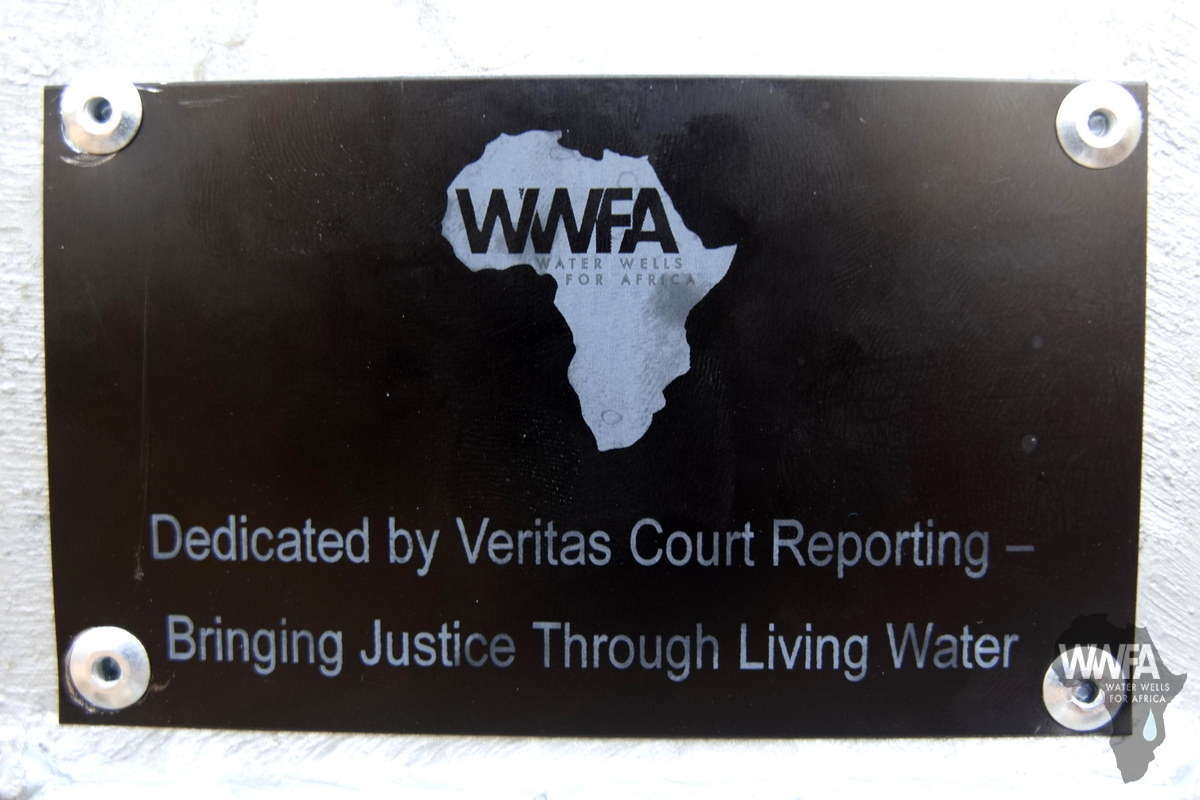 WWFA
WATER WELLS
FOR AFRICA
Dedicated by Veritas Court Reporting –
Bringing Justice Through Living Water
WWFA
WATER WELLS
FOR AFRICA